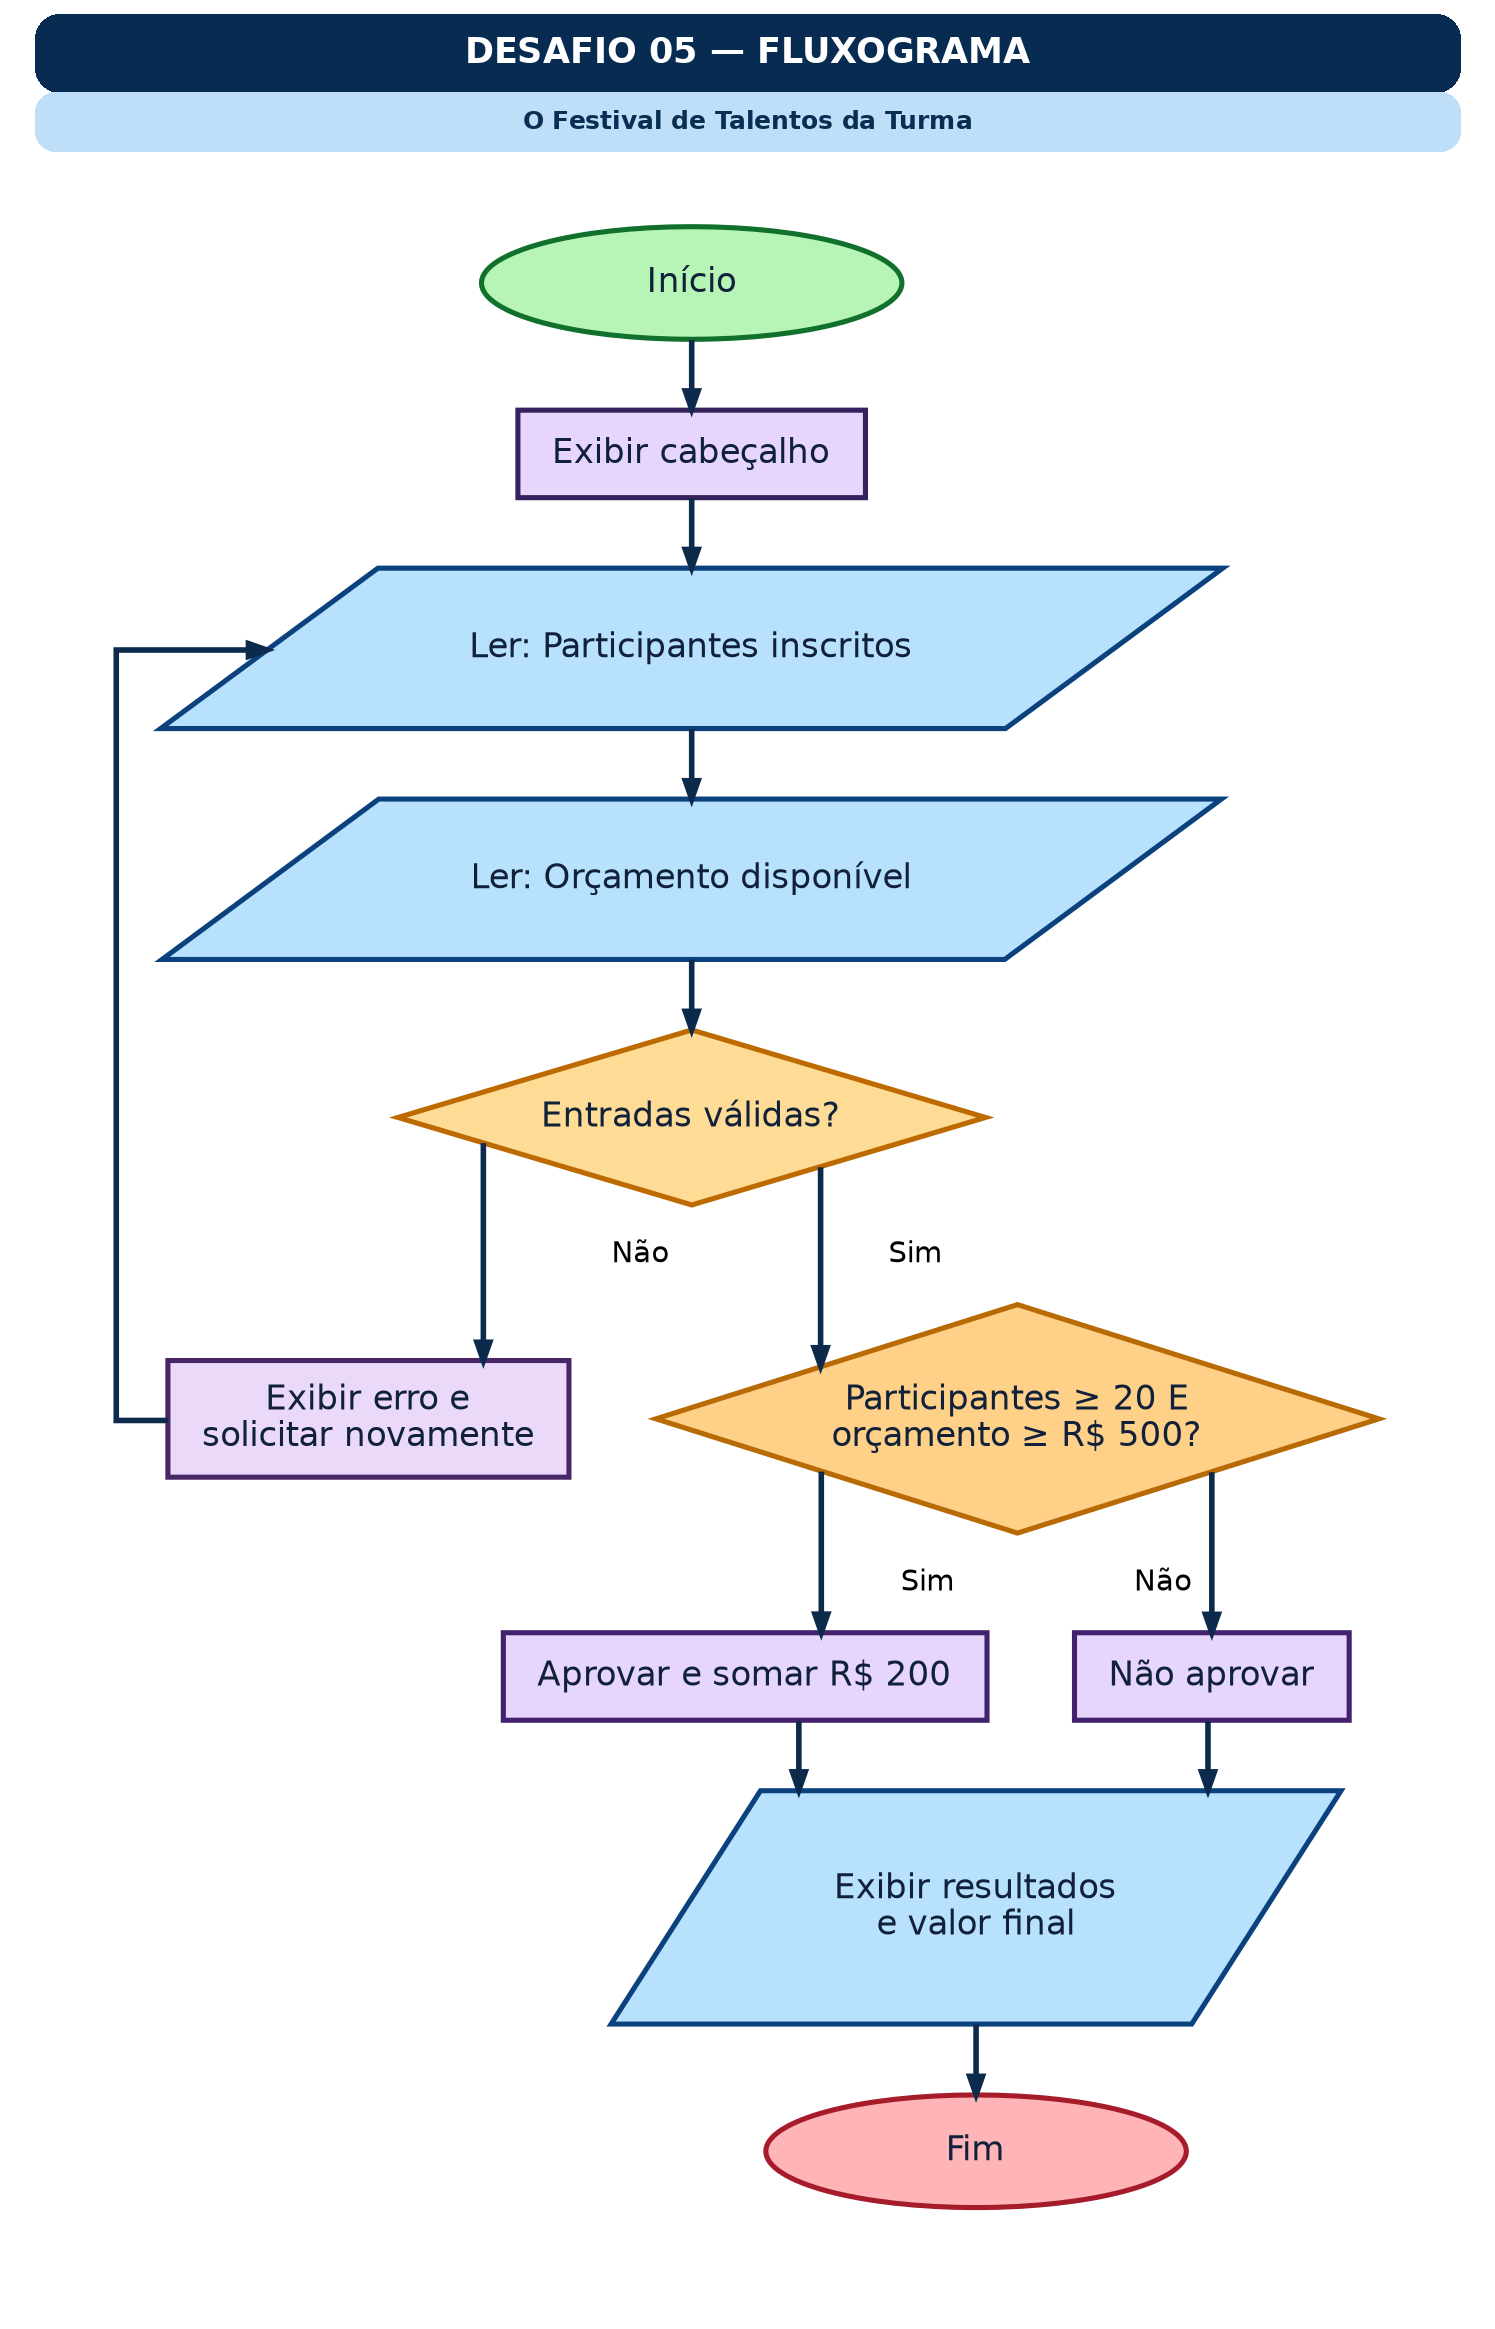 DESAFIO 05 — FLUXOGRAMA
O Festival de Talentos da Turma
Início
Exibir cabeçalho
Ler: Participantes inscritos
Ler: Orçamento disponível
Entradas válidas?
Não
Sim
Exibir erro e
solicitar novamente
Participantes ≥ 20 E
orçamento ≥ R$ 500?
Sim
Não
Aprovar e somar R$ 200
Não aprovar
Exibir resultados
e valor final
Fim